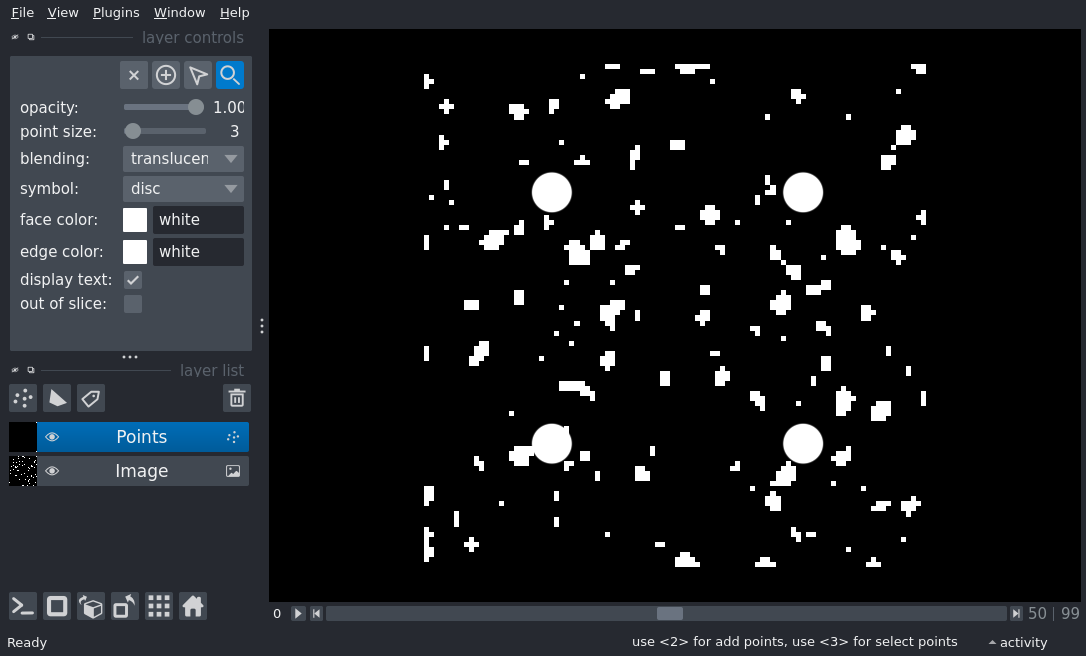 File View Plugins Window Help
layer controls
opacity: 1.00
point size: 3
blending: translucen
symbol: disc
face color: white
edge color: white
display text:
out of slice:
layer list
Points
Image
0 50 | 99
Ready use <2> for add points, use <3> for select points activity